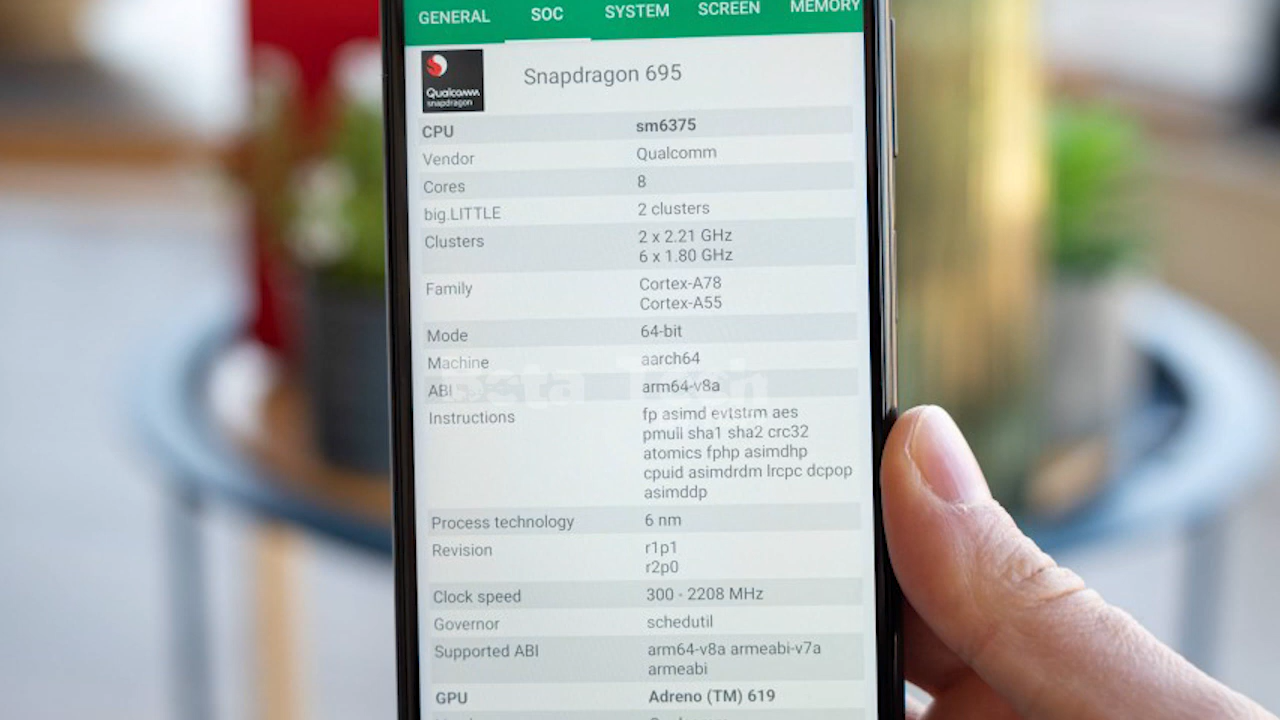 GENERAL SOC SYSTEM SCREEN MEMORY
Qualcomm
snapdragon
Snapdragon 695
CPU sm6375
Vendor Qualcomm
Cores 8
big.LITTLE 2 clusters
Clusters 2 x 2.21 GHz
6 x 1.80 GHz
Family Cortex-A78
Cortex-A55
Mode 64-bit
Machine aarch64
ABI arm64-v8a
Instructions fp asimd evtstrm aes
pmull sha1 sha2 crc32
atomics fphp asimdhp
cpuid asimdrdm lrcpc dcpop
asimddp
Process technology 6 nm
Revision r1p1
r2p0
Clock speed 300 - 2208 MHz
Governor schedutil
Supported ABI arm64-v8a armeabi-v7a
armeabi
GPU Adreno (TM) 619